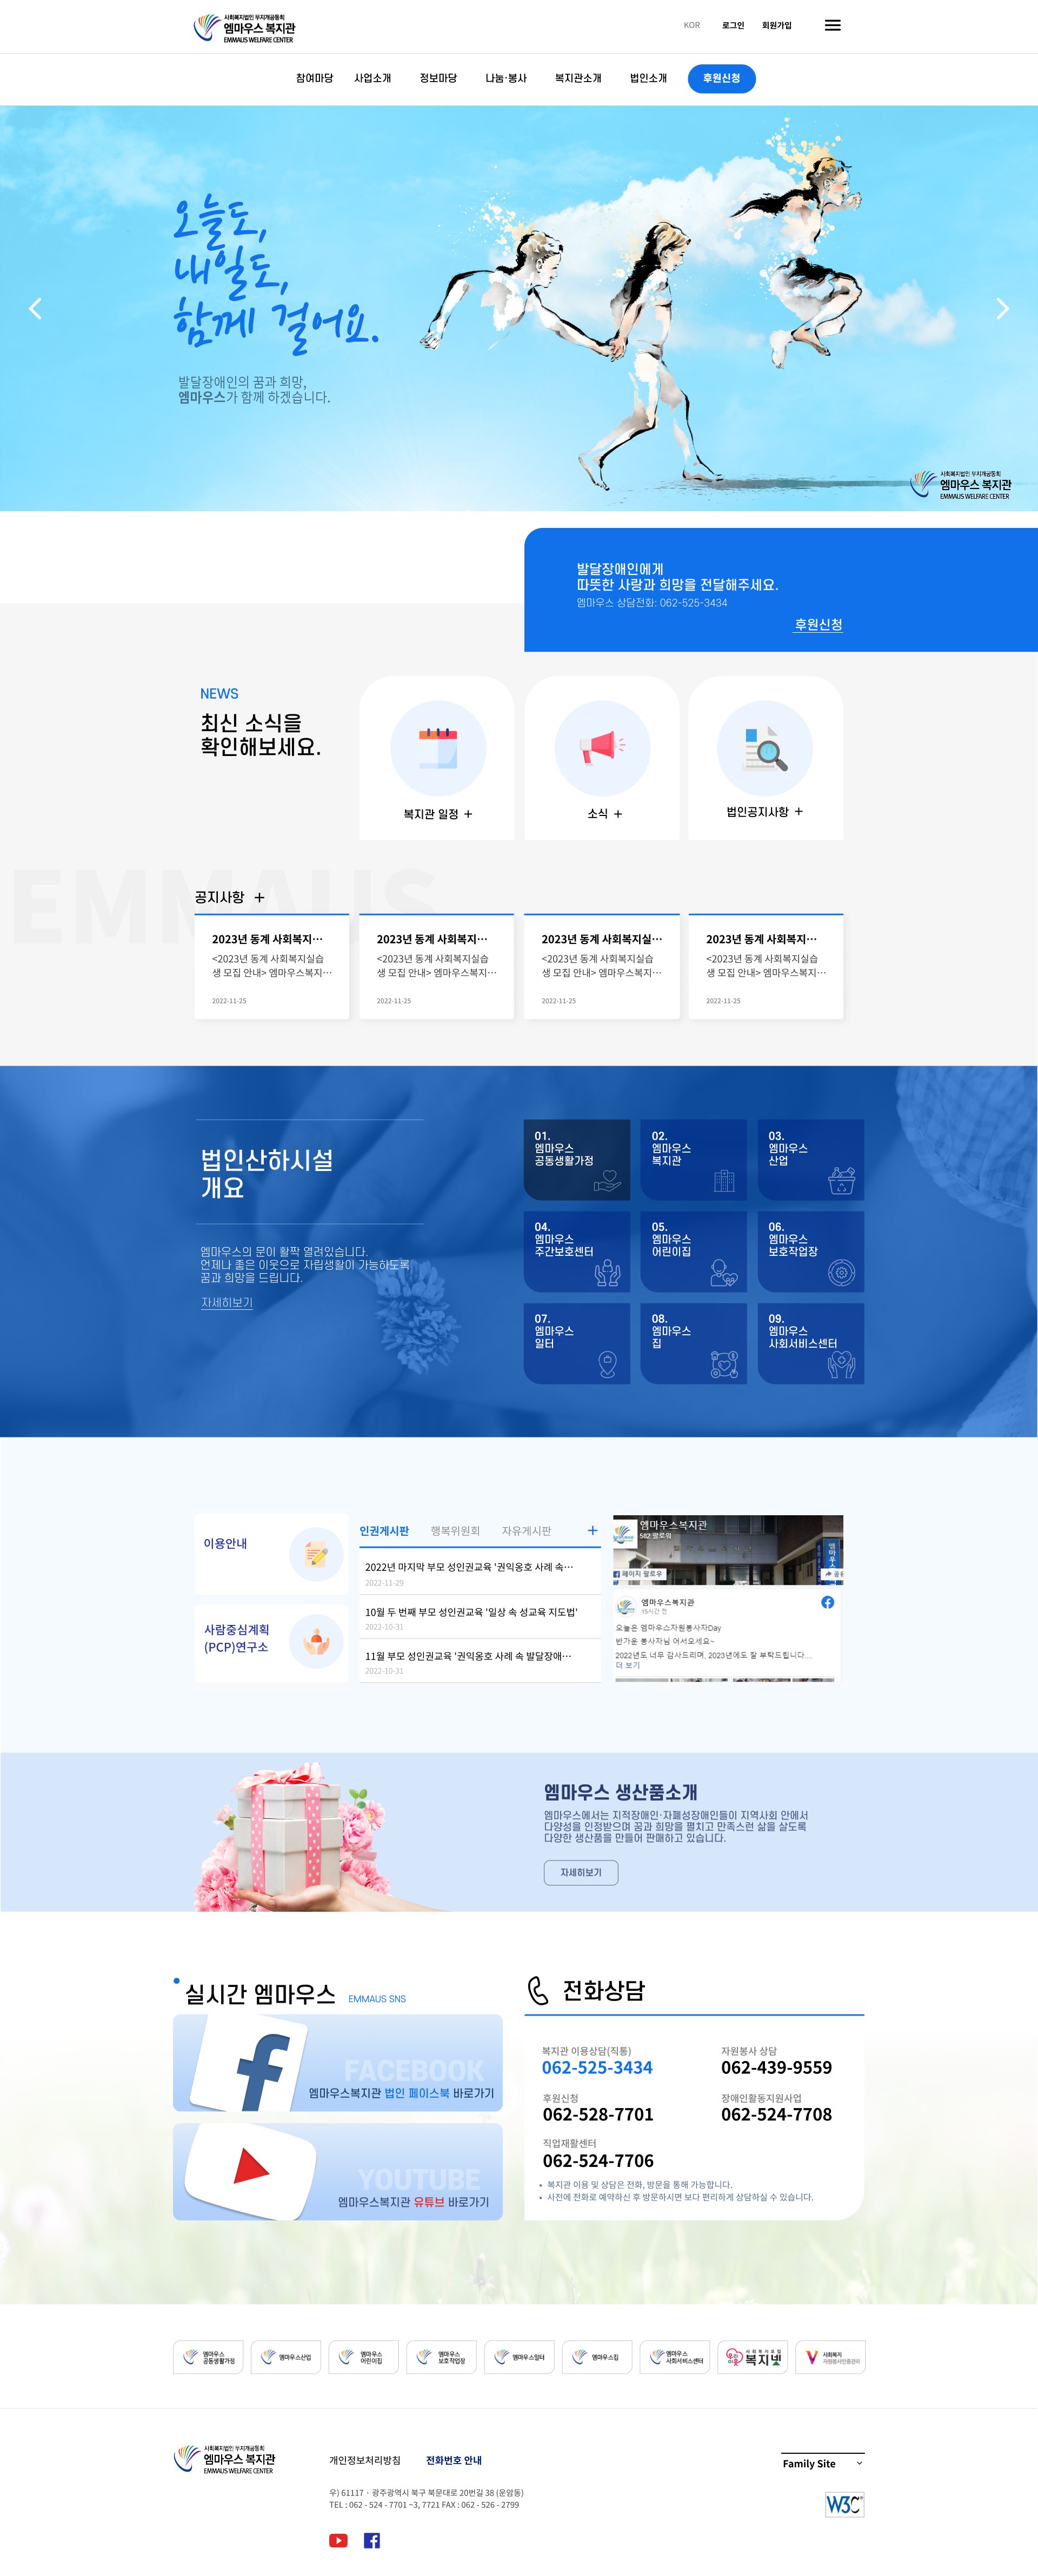 사회복지법인 무지개공동회
엠마우스 복지관
EMMAUS WELFARE CENTER
KOR
로그인
회원가입
참여마당
사업소개
정보마당
나눔·봉사
복지관소개
법인소개
후원신청
오늘도,
내일도,
함께 걸어요.
발달장애인의 꿈과 희망,
엠마우스가 함께 하겠습니다.
사회복지법인 무지개공동회
엠마우스 복지관
EMMAUS WELFARE CENTER
발달장애인에게
따뜻한 사랑과 희망을 전달해주세요.
엠마우스 상담전화: 062-525-3434
후원신청
NEWS
최신 소식을
확인해보세요.
복지관 일정 +
소식 +
법인공지사항 +
EMMAUS
공지사항 +
2023년 동계 사회복지···
<2023년 동계 사회복지실습
생 모집 안내> 엠마우스복지···
2022-11-25
2023년 동계 사회복지···
<2023년 동계 사회복지실습
생 모집 안내> 엠마우스복지···
2022-11-25
2023년 동계 사회복지실···
<2023년 동계 사회복지실습
생 모집 안내> 엠마우스복지···
2022-11-25
2023년 동계 사회복지···
<2023년 동계 사회복지실습
생 모집 안내> 엠마우스복지···
2022-11-25
법인산하시설
개요
엠마우스의 문이 활짝 열려있습니다.
언제나 좋은 이웃으로 자립생활이 가능하도록
꿈과 희망을 드립니다.
자세히보기
01.
엠마우스
공동생활가정
02.
엠마우스
복지관
03.
엠마우스
산업
04.
엠마우스
주간보호센터
05.
엠마우스
어린이집
06.
엠마우스
보호작업장
07.
엠마우스
일터
08.
엠마우스
집
09.
엠마우스
사회서비스센터
이용안내
사람중심계획
(PCP)연구소
인권게시판
행복위원회
자유게시판
+
2022년 마지막 부모 성인권교육 '권익옹호 사례 속···
2022-11-29
10월 두 번째 부모 성인권교육 '일상 속 성교육 지도법'
2022-10-31
11월 부모 성인권교육 '권익옹호 사례 속 발달장애···
2022-10-31
엠마우스복지관
582 팔로워
페이지 팔로우
엠마우스복지관
15시간 전
오늘은 엠마우스자원봉사자Day
반가운 봉사자님 어서오세요~
2022년도 너무 감사드리며, 2023년에도 잘 부탁드립니다....
더 보기
엠마우스 생산품소개
엠마우스에서는 지적장애인·자폐성장애인들이 지역사회 안에서
다양성을 인정받으며 꿈과 희망을 펼치고 만족스런 삶을 살도록
다양한 생산품을 만들어 판매하고 있습니다.
자세히보기
실시간 엠마우스
EMMAUS SNS
FACEBOOK
엠마우스복지관 법인 페이스북 바로가기
YOUTUBE
엠마우스복지관 유튜브 바로가기
전화상담
복지관 이용상담(직통)
062-525-3434
자원봉사 상담
062-439-9559
후원신청
062-528-7701
장애인활동지원사업
062-524-7708
직업재활센터
062-524-7706
• 복지관 이용 및 상담은 전화, 방문을 통해 가능합니다.
• 사전에 전화로 예약하신 후 방문하시면 보다 편리하게 상담하실 수 있습니다.
엠마우스
공동생활가정
엠마우스산업
엠마우스
어린이집
엠마우스
보호작업장
엠마우스일터
엠마우스집
엠마우스
사회서비스센터
사회복지포털
우리이웃
복지넷
사회복지
자원봉사인증관리
사회복지법인 무지개공동회
엠마우스 복지관
EMMAUS WELFARE CENTER
개인정보처리방침
전화번호 안내
Family Site
우) 61117 · 광주광역시 북구 북문대로 20번길 38 (운암동)
TEL : 062 - 524 - 7701 ~3, 7721 FAX : 062 - 526 - 2799
W3C